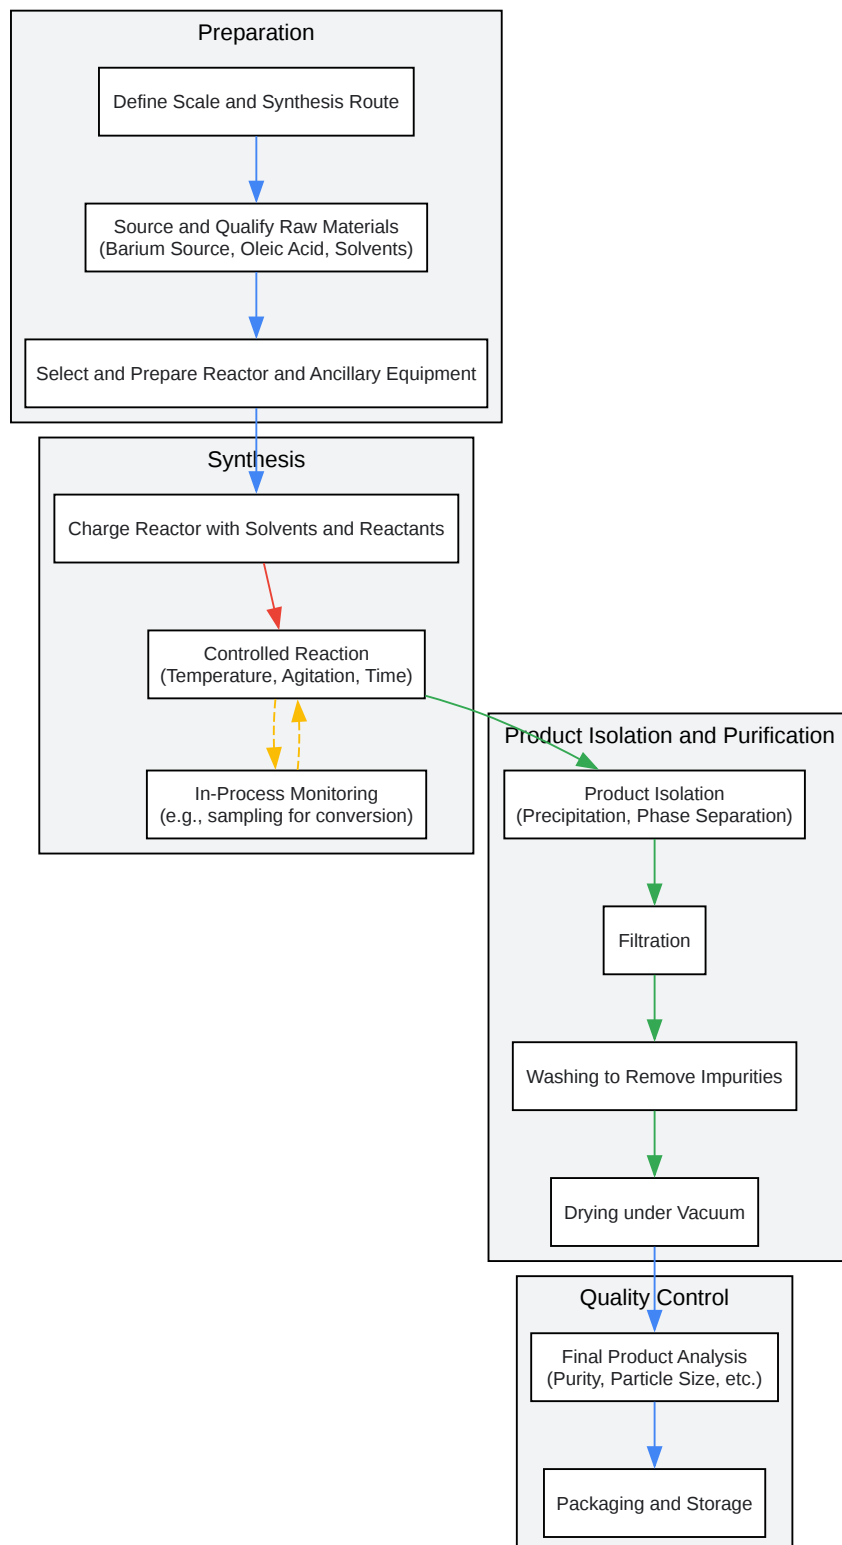 Preparation
Define Scale and Synthesis Route
Source and Qualify Raw Materials
(Barium Source, Oleic Acid, Solvents)
Select and Prepare Reactor and Ancillary Equipment
Synthesis
Charge Reactor with Solvents and Reactants
Controlled Reaction
(Temperature, Agitation, Time)
In-Process Monitoring
(e.g., sampling for conversion)
Product Isolation and Purification
Product Isolation
(Precipitation, Phase Separation)
Filtration
Washing to Remove Impurities
Drying under Vacuum
Quality Control
Final Product Analysis
(Purity, Particle Size, etc.)
Packaging and Storage